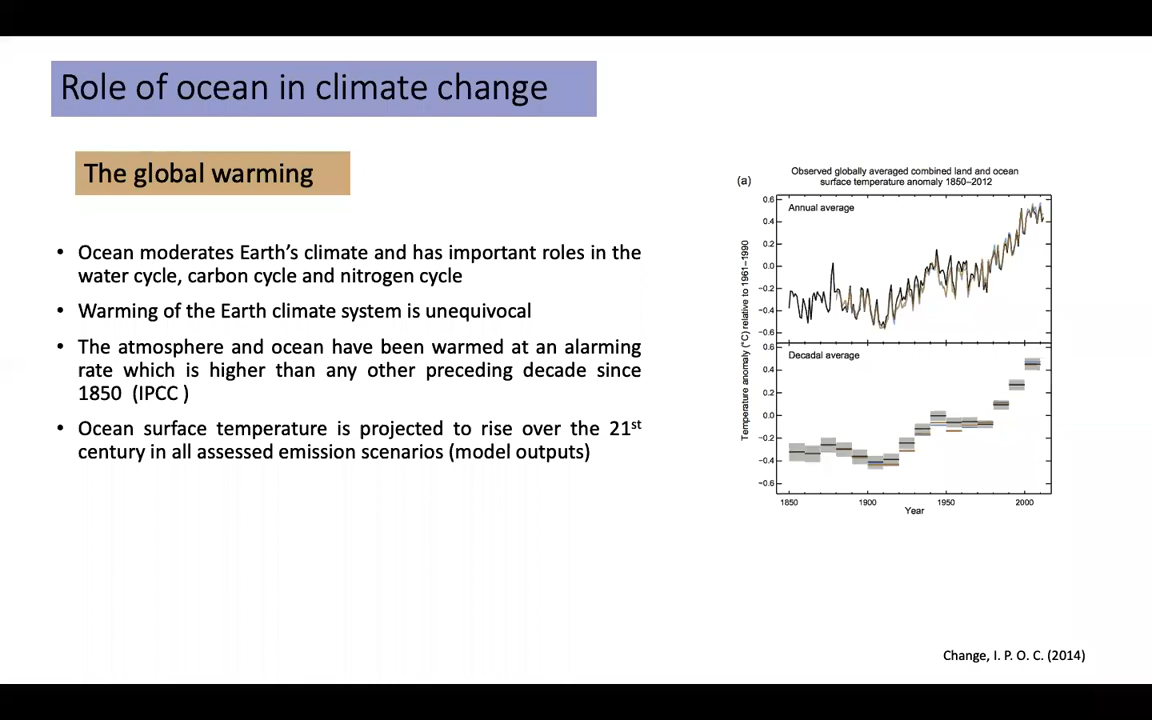 Role of ocean in climate change
The global warming
• Ocean moderates Earth's climate and has important roles in the
water cycle, carbon cycle and nitrogen cycle
• Warming of the Earth climate system is unequivocal
• The atmosphere and ocean have been warmed at an alarming
rate which is higher than any other preceding decade since
1850 (IPCC )
• Ocean surface temperature is projected to rise over the 21st
century in all assessed emission scenarios (model outputs)
(a)
Observed globally averaged combined land and ocean
surface temperature anomaly 1850–2012
Annual average
0.6
0.4
0.2
0.0
−0.2
−0.4
−0.6
Decadal average
0.6
0.4
0.2
0.0
−0.2
−0.4
−0.6
Temperature anomaly (°C) relative to 1961–1990
1850 1900 1950 2000
Year
Change, I. P. O. C. (2014)